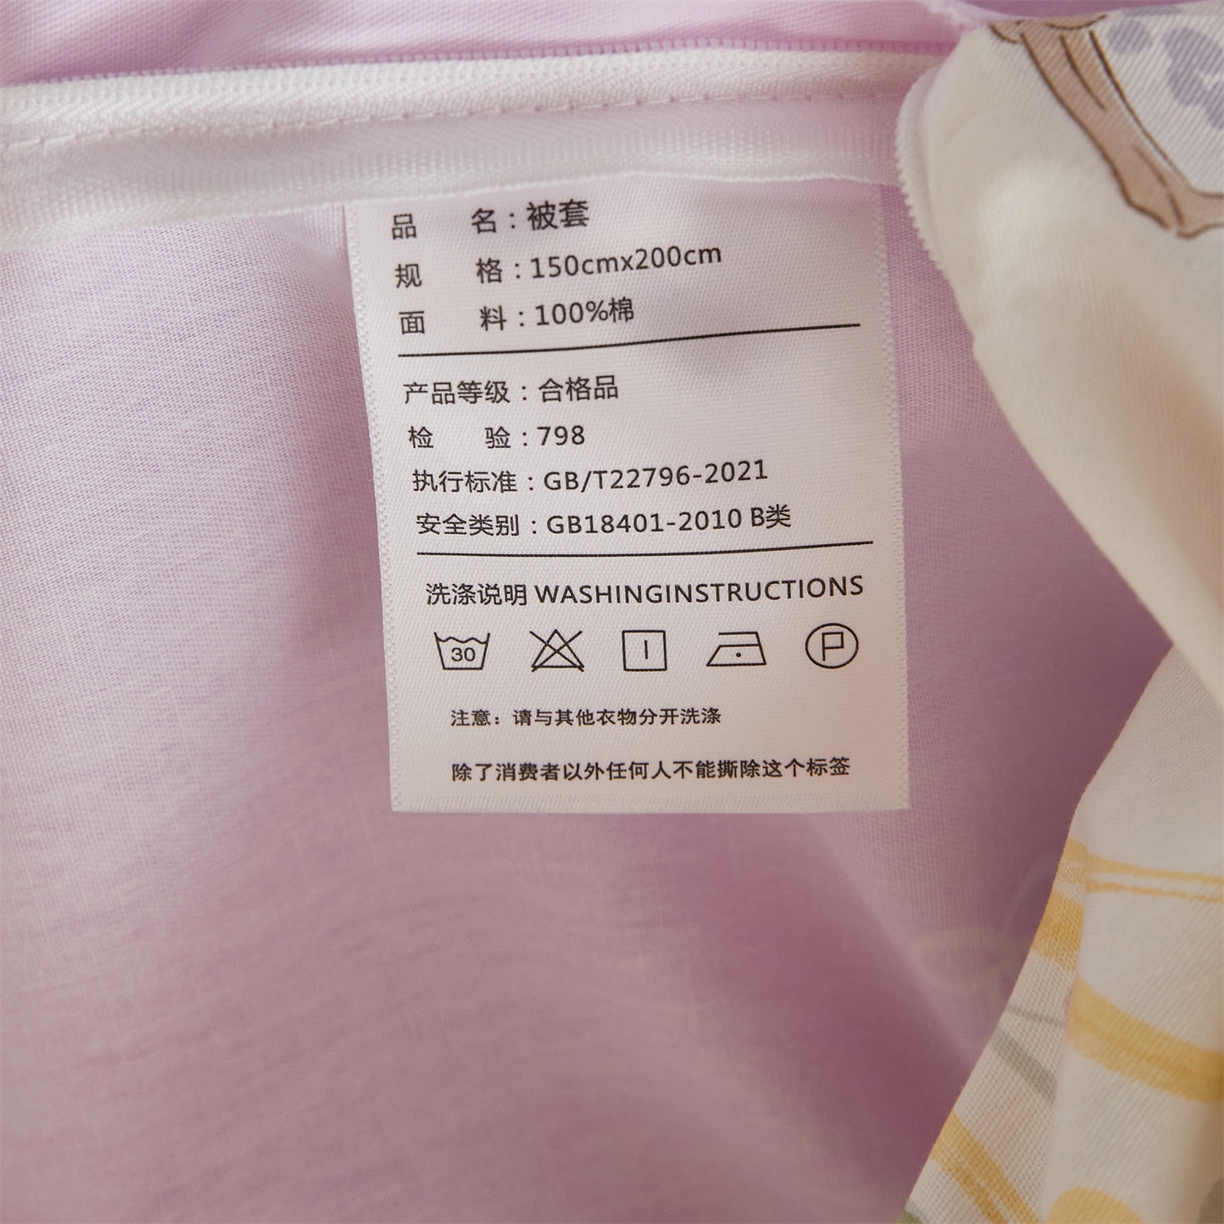 品 名：被套
规 格：150cmx200cm
面 料：100%棉
产品等级：合格品
检 验：798
执行标准：GB/T22796-2021
安全类别：GB18401-2010 B类
洗涤说明 WASHINGINSTRUCTIONS
30 P
注意：请与其他衣物分开洗涤
除了消费者以外任何人不能撕除这个标签